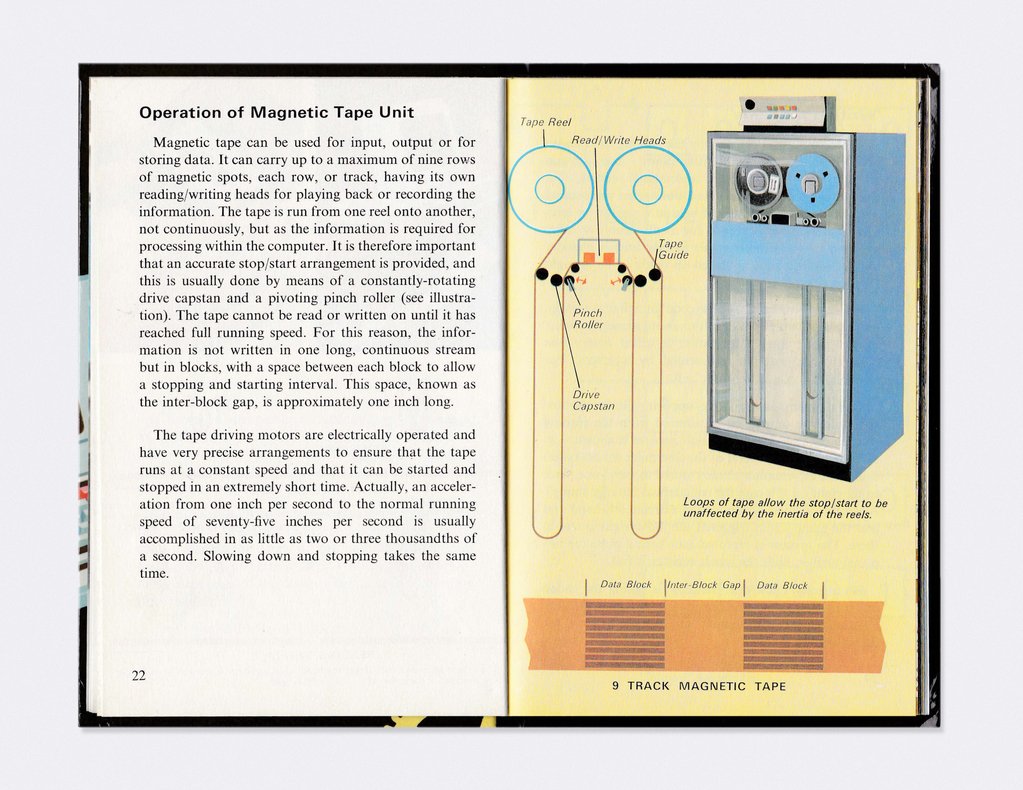 Operation of Magnetic Tape Unit
Magnetic tape can be used for input, output or for
storing data. It can carry up to a maximum of nine rows
of magnetic spots, each row, or track, having its own
reading/writing heads for playing back or recording the
information. The tape is run from one reel onto another,
not continuously, but as the information is required for
processing within the computer. It is therefore important
that an accurate stop/start arrangement is provided, and
this is usually done by means of a constantly-rotating
drive capstan and a pivoting pinch roller (see illustra-
tion). The tape cannot be read or written on until it has
reached full running speed. For this reason, the infor-
mation is not written in one long, continuous stream
but in blocks, with a space between each block to allow
a stopping and starting interval. This space, known as
the inter-block gap, is approximately one inch long.
The tape driving motors are electrically operated and
have very precise arrangements to ensure that the tape
runs at a constant speed and that it can be started and
stopped in an extremely short time. Actually, an acceler-
ation from one inch per second to the normal running
speed of seventy-five inches per second is usually
accomplished in as little as two or three thousandths of
a second. Slowing down and stopping takes the same
time.
22
Tape Reel
Read/Write Heads
Tape
Guide
Pinch
Roller
Drive
Capstan
Loops of tape allow the stop/start to be
unaffected by the inertia of the reels.
Data Block
Inter-Block Gap
Data Block
9 TRACK MAGNETIC TAPE